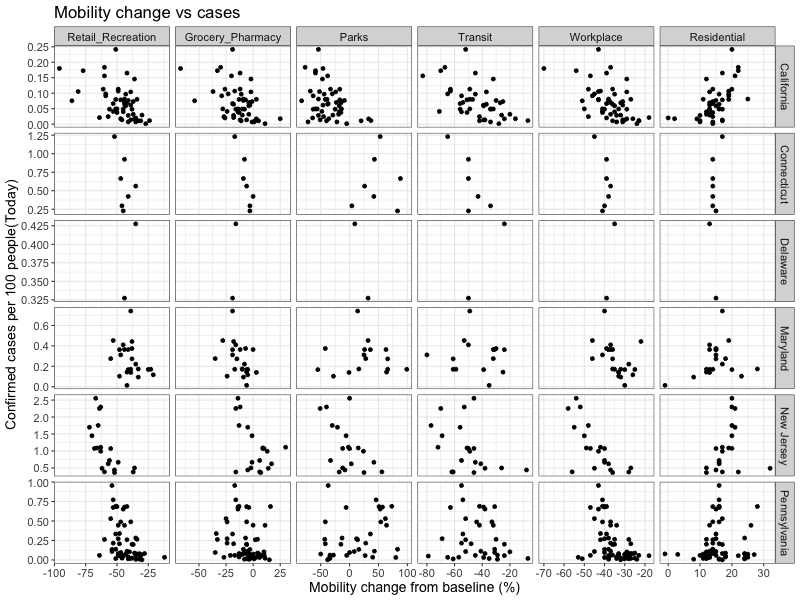 Mobility change vs cases
Retail_Recreation Grocery_Pharmacy Parks Transit Workplace Residential
Confirmed cases per 100 people(Today)
0.25
0.20
0.15
0.10
0.05
0.00
California
1.25
1.00
0.75
0.50
0.25
Connecticut
0.425
0.400
0.375
0.350
0.325
Delaware
0.6
0.4
0.2
0.0
Maryland
2.5
2.0
1.5
1.0
0.5
New Jersey
1.00
0.75
0.50
0.25
0.00
Pennsylvania
-100 -75 -50 -25 -50 -25 0 25 -50 0 50 100 -80 -60 -40 -20 -70 -60 -50 -40 -30 -20 0 10 20 30
Mobility change from baseline (%)